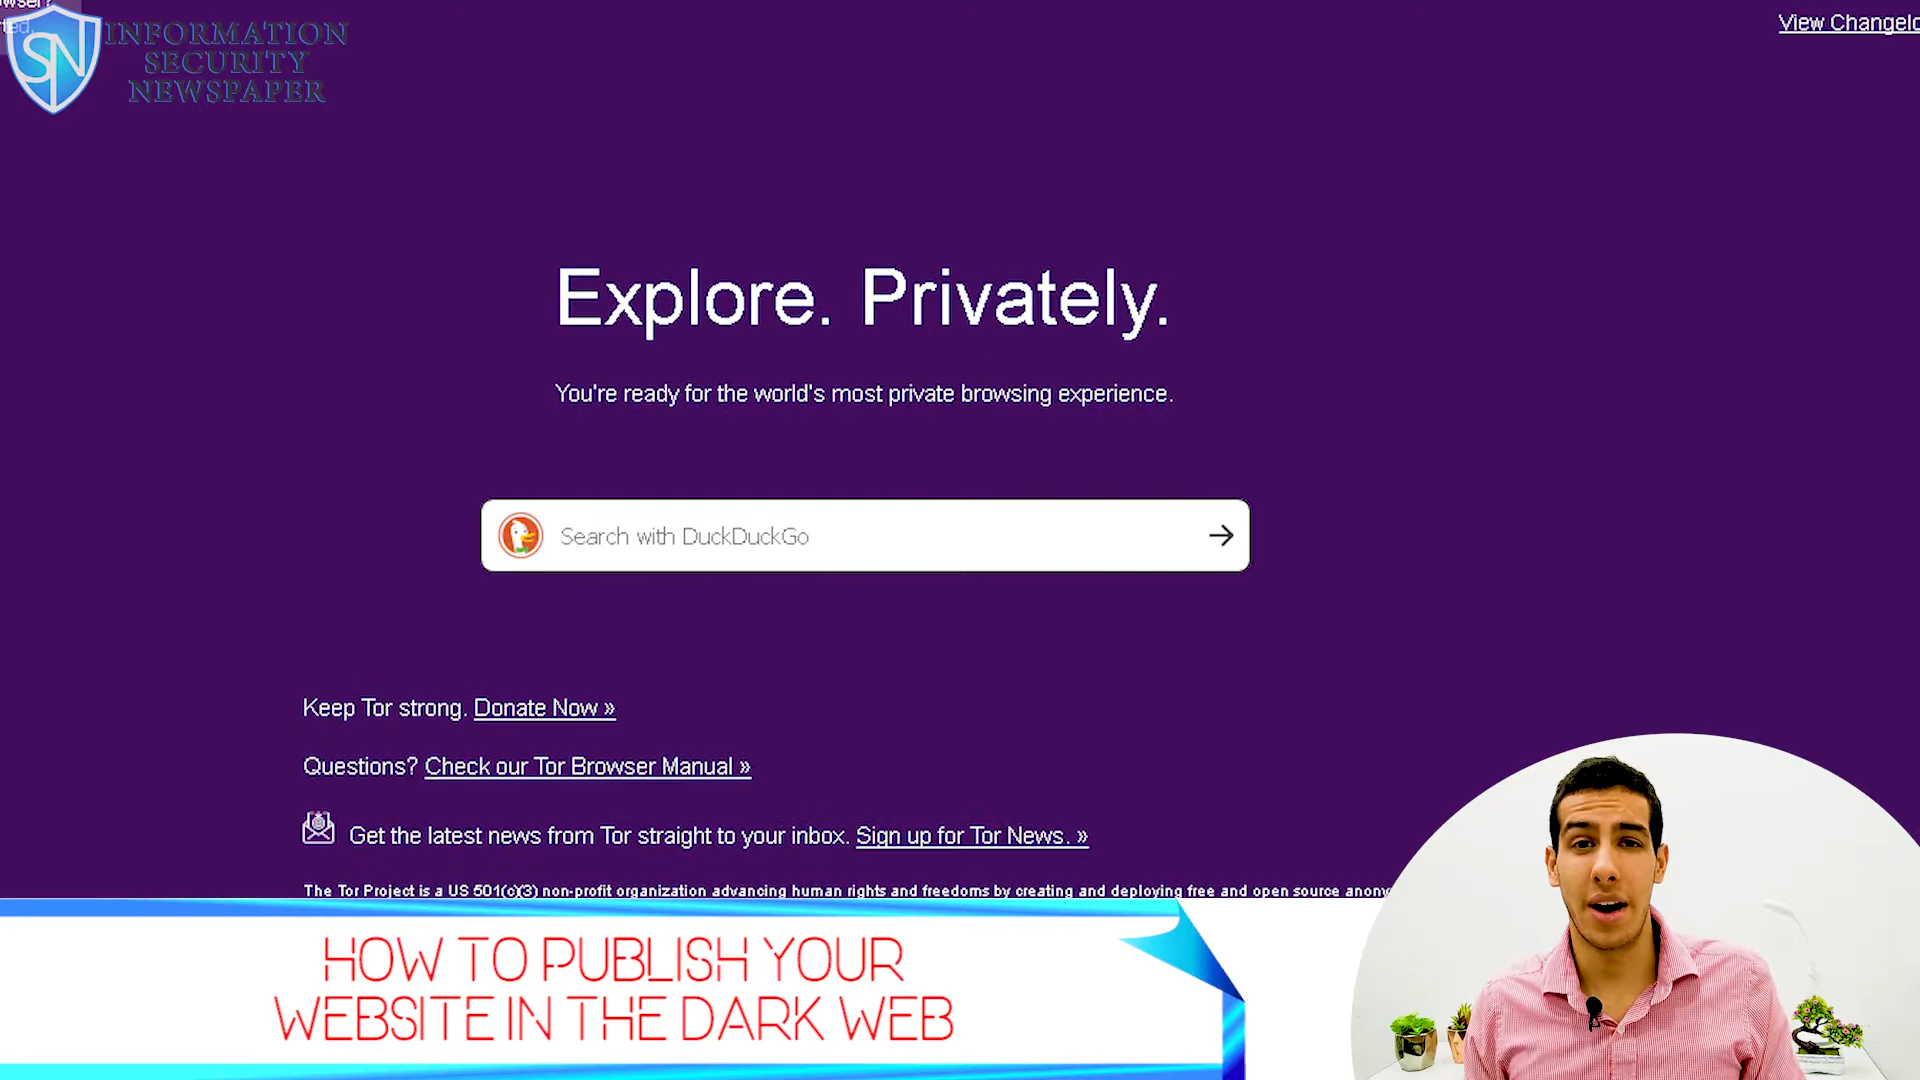 View Changelo
SN
INFORMATION
SECURITY
NEWSPAPER
Explore. Privately.
You're ready for the world's most private browsing experience.
Search with DuckDuckGo
Keep Tor strong. Donate Now »
Questions? Check our Tor Browser Manual »
Get the latest news from Tor straight to your inbox. Sign up for Tor News. »
The Tor Project is a US 501(c)(3) non-profit organization advancing human rights and freedoms by creating and deploying free and open source anony
HOW TO PUBLISH YOUR
WEBSITE IN THE DARK WEB